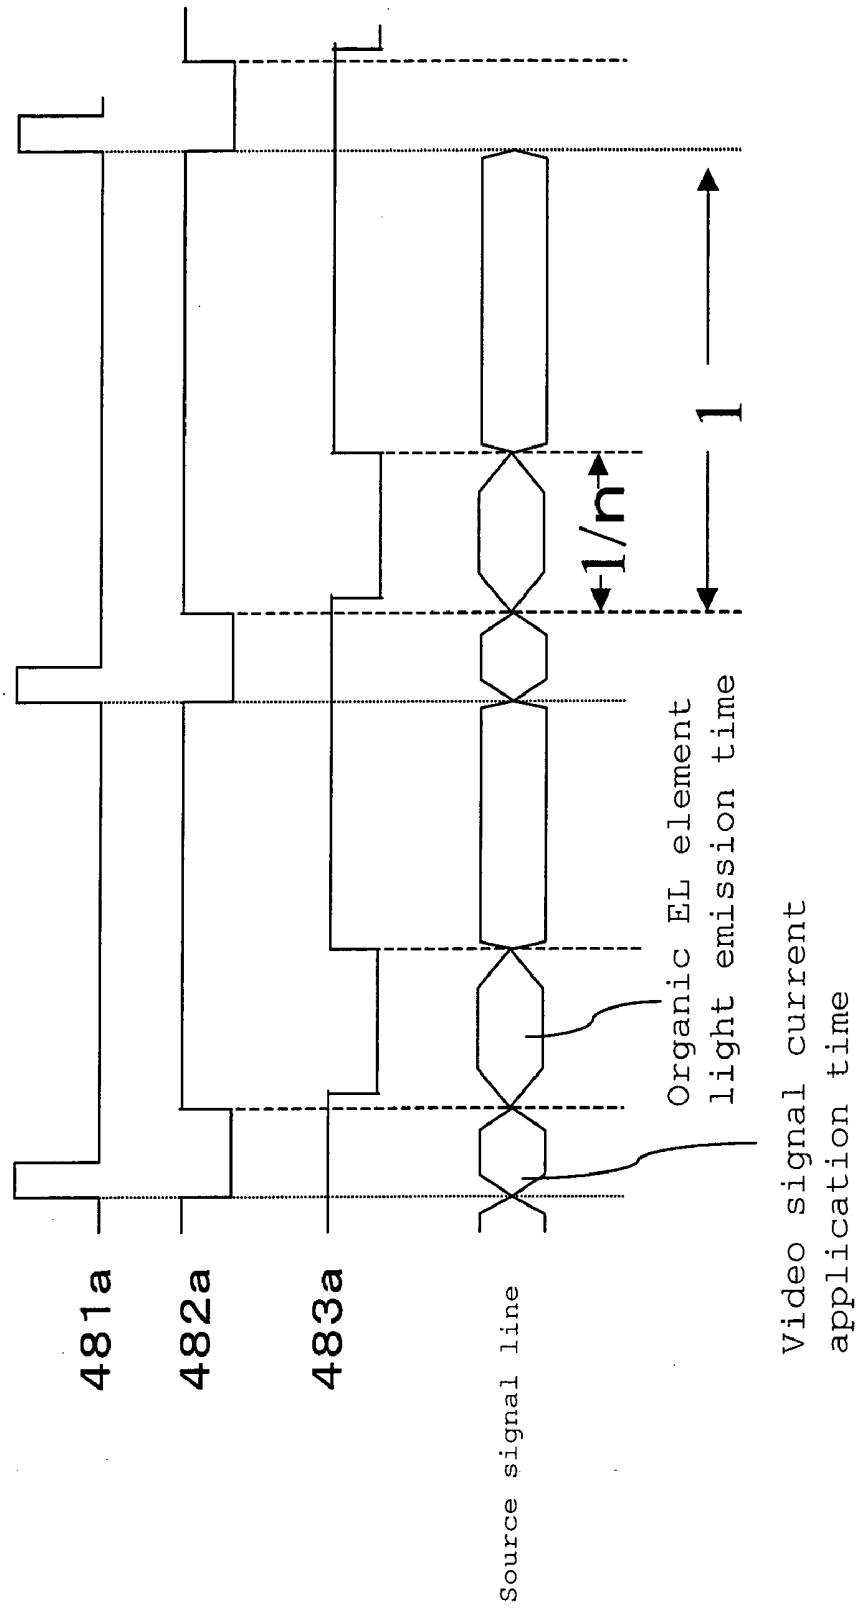 481a
482a
483a
Source signal line
1/n
1
Organic EL element
light emission time
Video signal current
application time